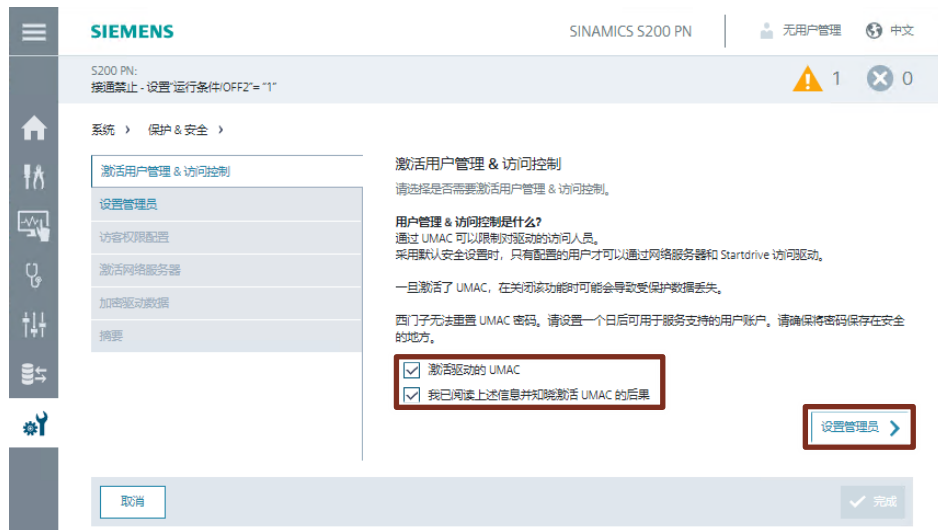 SIEMENS
SINAMICS S200 PN
无用户管理
中文
S200 PN:
接通禁止 - 设置"运行条件/OFF2"= "1"
1
0
系统 › 保护 & 安全 ›
激活用户管理 & 访问控制
设置管理员
访客权限配置
激活网络服务器
加密驱动数据
摘要
激活用户管理 & 访问控制
请选择是否需要激活用户管理 & 访问控制。
用户管理 & 访问控制是什么?
通过 UMAC 可以限制对驱动的访问人员。
采用默认安全设置时，只有配置的用户才可以通过网络服务器和 Startdrive 访问驱动。
一旦激活了 UMAC，在关闭该功能时可能会导致受保护数据丢失。
西门子无法重置 UMAC 密码。请设置一个日后可用于服务支持的用户账户。请确保将密码保存在安全
的地方。
激活驱动的 UMAC
我已阅读上述信息并知晓激活 UMAC 的后果
设置管理员
取消
完成